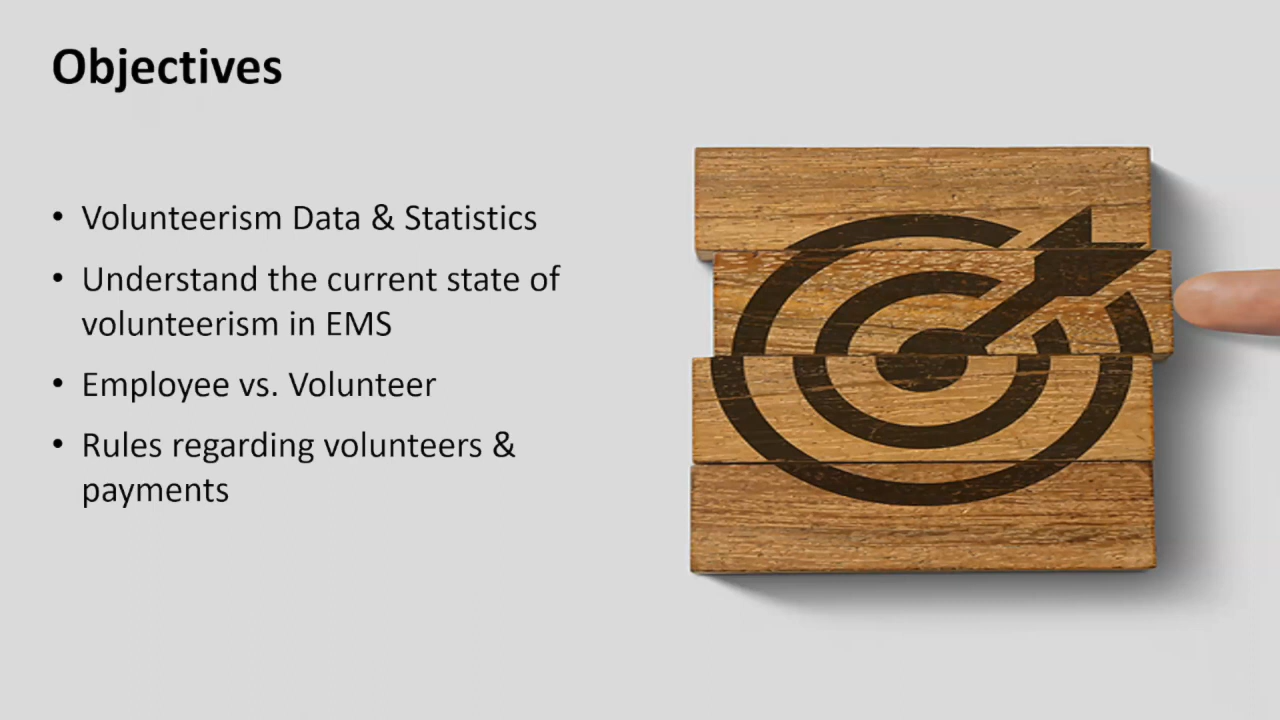 Objectives
• Volunteerism Data & Statistics
• Understand the current state of
volunteerism in EMS
• Employee vs. Volunteer
• Rules regarding volunteers &
payments